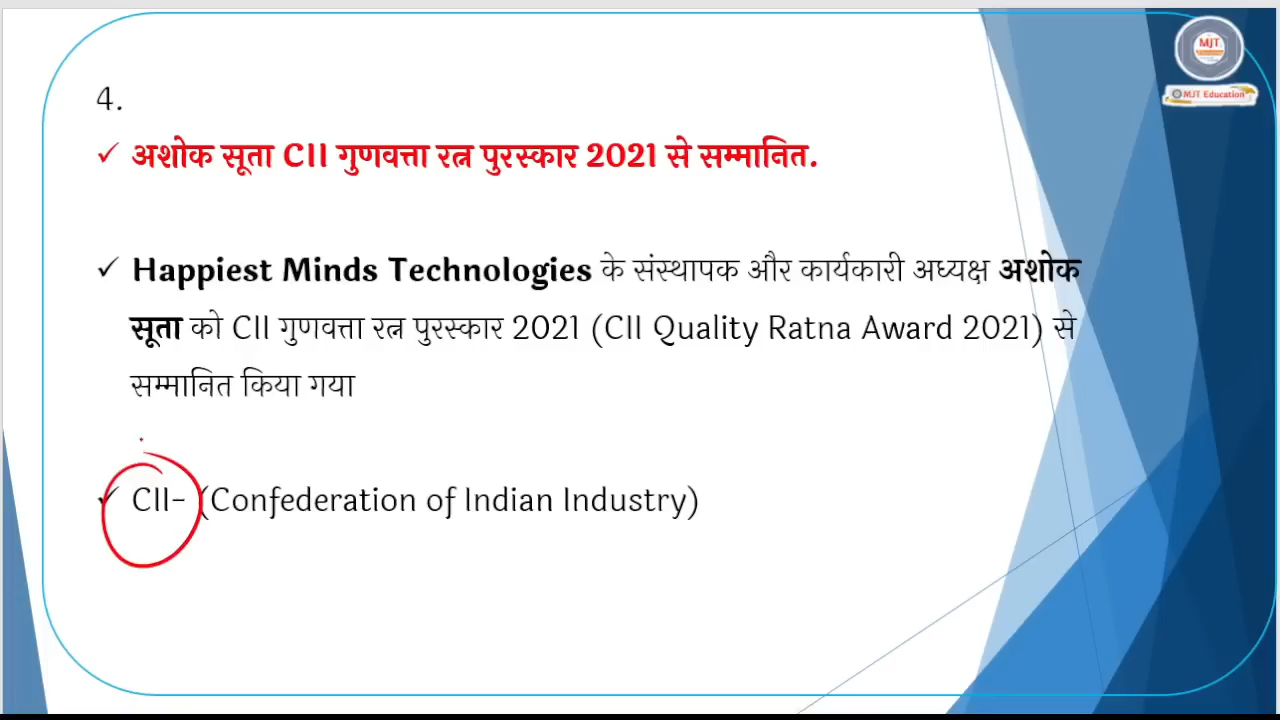 MJT
MJT Education
4.
✓ अशोक सूता CII गुणवत्ता रत्न पुरस्कार 2021 से सम्मानित.
✓ Happiest Minds Technologies के संस्थापक और कार्यकारी अध्यक्ष अशोक
सूता को CII गुणवत्ता रत्न पुरस्कार 2021 (CII Quality Ratna Award 2021) से
सम्मानित किया गया
✓ CII- (Confederation of Indian Industry)